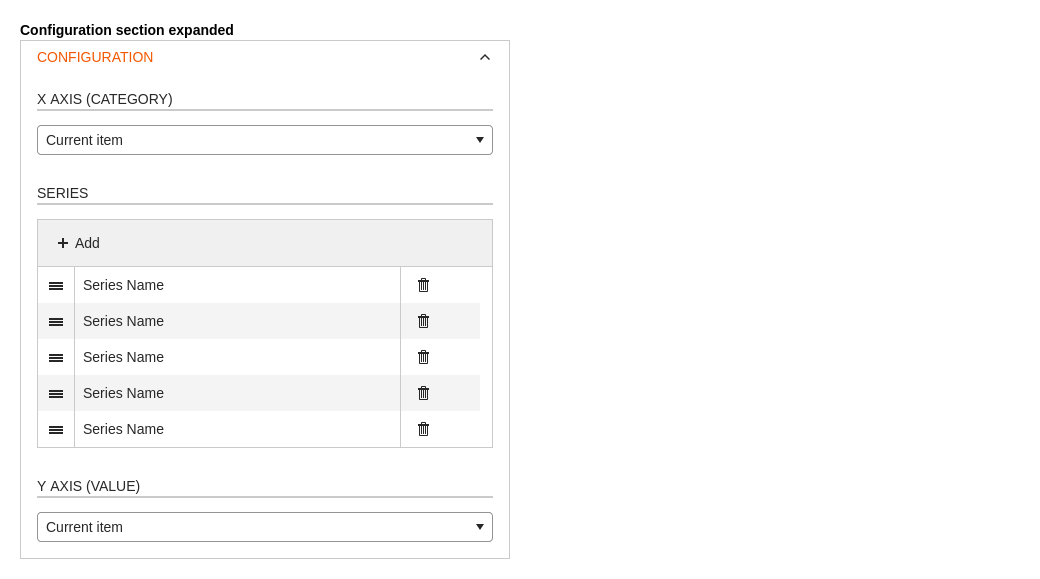 Configuration section expanded
CONFIGURATION
X AXIS (CATEGORY)
Current item
SERIES
Add
Series Name
Series Name
Series Name
Series Name
Series Name
Y AXIS (VALUE)
Current item